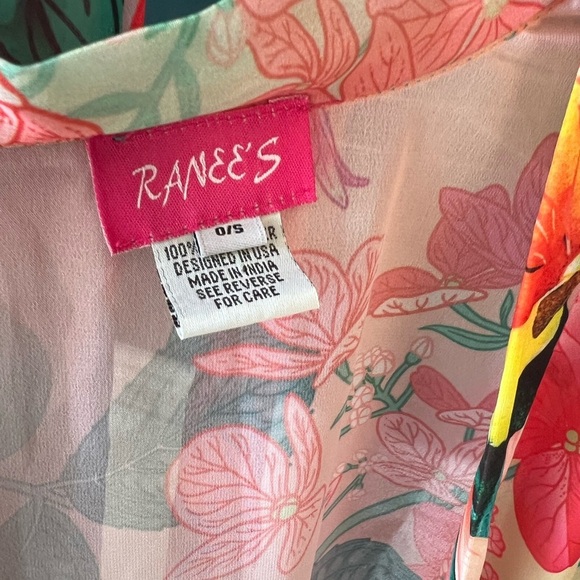 RANEE'S
O/S
100% R
DESIGNED IN USA
MADE IN INDIA
SEE REVERSE
FOR CARE